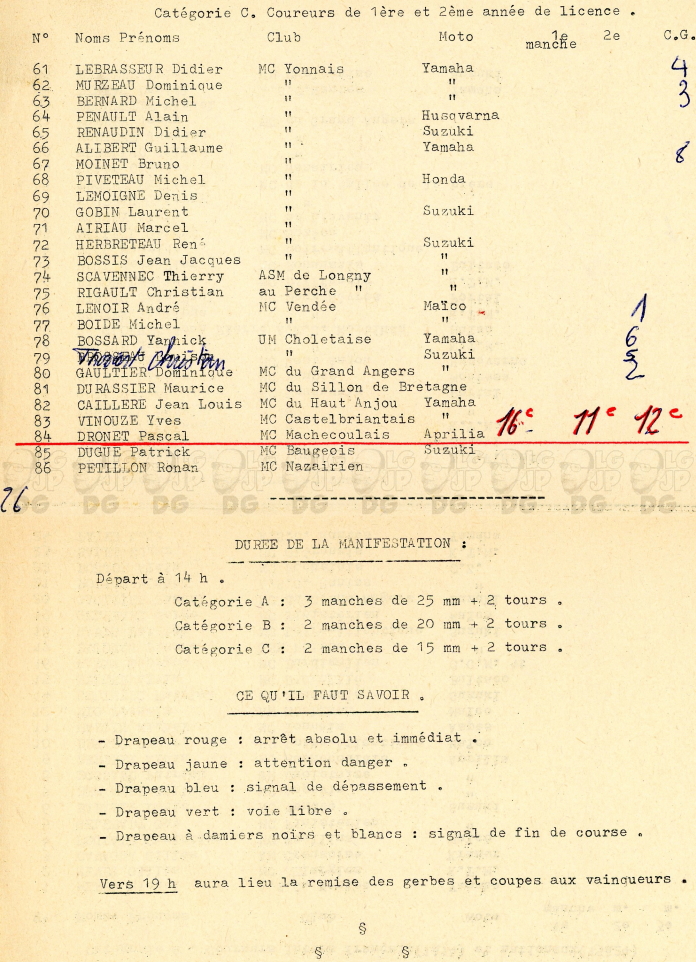 Catégorie C. Coureurs de 1ère et 2ème année de licence .
N° Noms Prénoms Club Moto 1e manche 2e C.G.
61 LEBRASSEUR Didier MC Yonnais Yamaha 4
62 MURZEAU Dominique " " 3
63 BERNARD Michel " "
64 PENAULT Alain " Husqvarna
65 RENAUDIN Didier " Suzuki
66 ALIBERT Guillaume " Yamaha 8
67 MOINET Bruno "
68 PIVETEAU Michel " Honda
69 LEMOIGNE Denis "
70 GOBIN Laurent " Suzuki
71 AIRIAU Marcel "
72 HERBRETEAU René " Suzuki
73 BOSSIS Jean Jacques " "
74 SCAVENNEC Thierry ASM de Longny "
75 RIGAULT Christian au Perche " "
76 LENOIR André MC Vendée Maïco 1
77 BOIDE Michel " "
78 BOSSARD Yannick UM Choletaise Yamaha 6
79 Christian " Suzuki 5
80 GAULTIER Dominique MC du Grand Angers " 2
81 DURASSIER Maurice MC du Sillon de Bretagne
82 CAILLERE Jean Louis MC du Haut Anjou Yamaha
83 VINOUZE Yves MC Castelbriantais "
84 DRONET Pascal MC Machecoulais Aprilia 16e 11e 12e
85 DUGUE Patrick MC Baugeois Suzuki
86 PETILLON Ronan MC Nazairien
26
DG DG DG DG DG DG DG
DUREE DE LA MANIFESTATION :
Départ à 14 h .
Catégorie A : 3 manches de 25 mm + 2 tours .
Catégorie B : 2 manches de 20 mm + 2 tours .
Catégorie C : 2 manches de 15 mm + 2 tours .
CE QU'IL FAUT SAVOIR .
- Drapeau rouge : arrêt absolu et immédiat .
- Drapeau jaune : attention danger .
- Drapeau bleu : signal de dépassement .
- Drapeau vert : voie libre .
- Drapeau à damiers noirs et blancs : signal de fin de course .
Vers 19 h aura lieu la remise des gerbes et coupes aux vainqueurs .
§
§ §